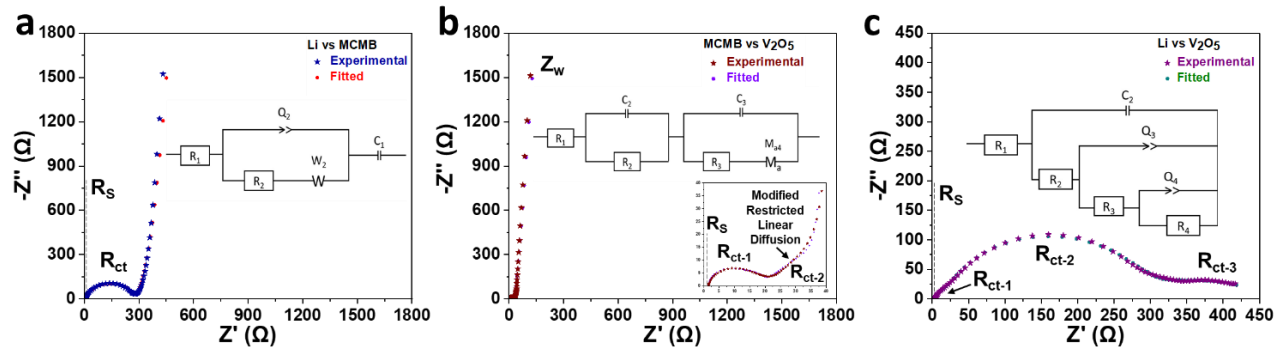 a
Li vs MCMB
Experimental
Fitted
-Z'' (Ω)
1800
1500
1200
900
600
300
0
R1
Q2
R2
W2
W
C1
RS
Rct
0 300 600 900 1200 1500 1800
Z' (Ω)
b
MCMB vs V2O5
Experimental
Fitted
ZW
-Z'' (Ω)
1800
1500
1200
900
600
300
0
R1
C2
R2
C3
R3
Ma4
Ma
RS
Rct-1
Modified
Restricted
Linear
Diffusion
Rct-2
0 300 600 900 1200 1500 1800
Z' (Ω)
c
Li vs V2O5
Experimental
Fitted
-Z'' (Ω)
450
400
350
300
250
200
150
100
50
0
R1
C2
Q3
R2
Q4
R3
R4
RS
Rct-1
Rct-2
Rct-3
0 50 100 150 200 250 300 350 400 450
Z' (Ω)